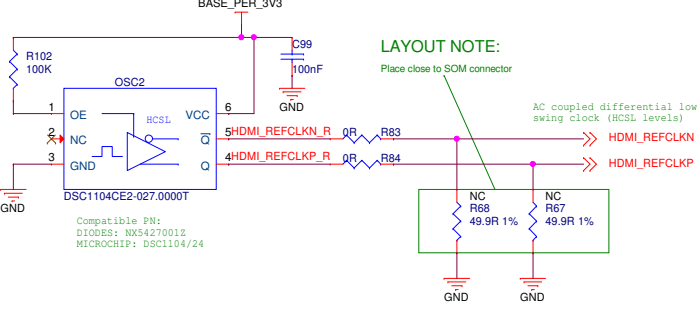 BASE_PER_3V3
R102
100K
C99
100nF
GND
LAYOUT NOTE:
Place close to SOM connector
OSC2
1 OE HCSL VCC 6
2 NC Q 5 HDMI_REFCLKN_R 0R R83
3 GND Q 4 HDMI_REFCLKP_R 0R R84
DSC1104CE2-027.0000T
GND
AC coupled differential low
swing clock (HCSL levels)
HDMI_REFCLKN
HDMI_REFCLKP
Compatible PN:
DIODES: NX5427001Z
MICROCHIP: DSC1104/24
NC NC
R68 R67
49.9R 1% 49.9R 1%
GND GND